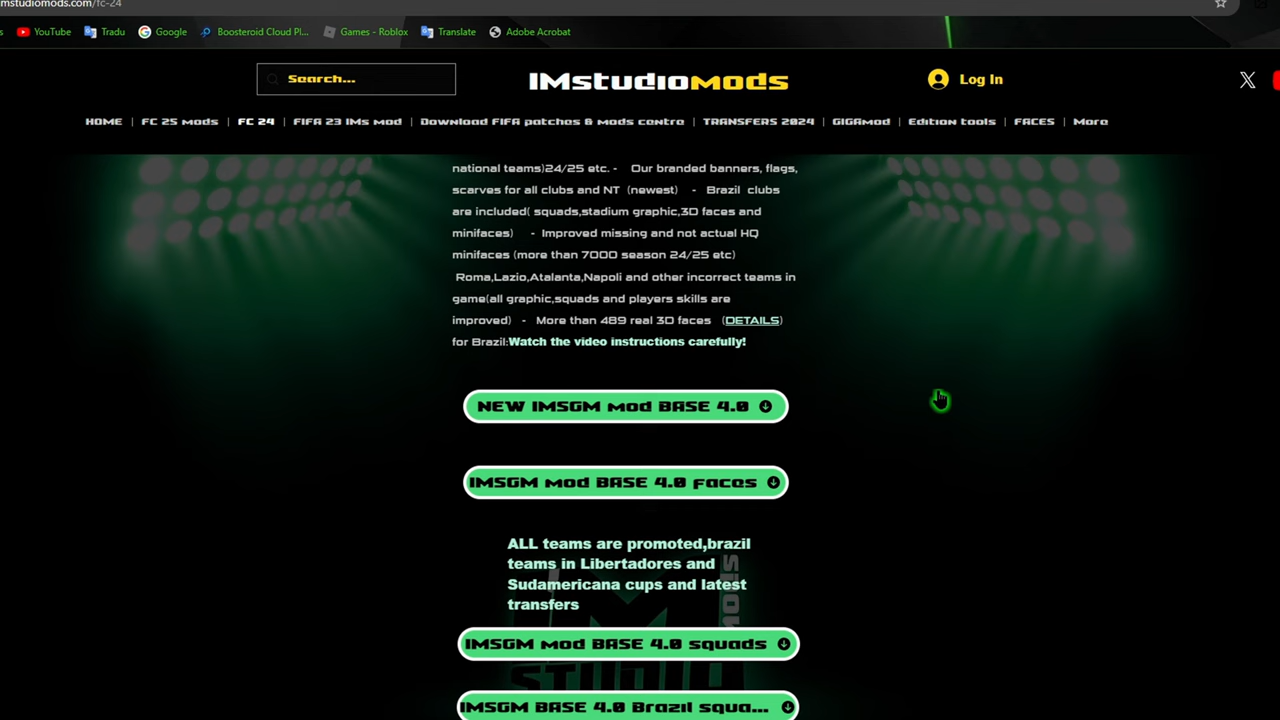 mstudiomods.com/fc-24
s YouTube Tradu Google Boosteroid Cloud Pl... Games - Roblox Translate Adobe Acrobat
Search... IMstudiomods Log In
HOME | FC 25 mods | FC 24 | FIFA 23 IMs mod | Download FIFA patches & mods centre | TRANSFERS 2024 | GIGAmod | Edition tools | FACES | More
national teams)24/25 etc. - Our branded banners, flags,
scarves for all clubs and NT (newest) - Brazil clubs
are included( squads,stadium graphic,3D faces and
minifaces) - Improved missing and not actual HQ
minifaces (more than 7000 season 24/25 etc)
Roma,Lazio,Atalanta,Napoli and other incorrect teams in
game(all graphic,squads and players skills are
improved) - More than 489 real 3D faces (DETAILS)
for Brazil:Watch the video instructions carefully!
NEW IMSGM mod BASE 4.0
IMSGM mod BASE 4.0 faces
ALL teams are promoted,brazil
teams in Libertadores and
Sudamericana cups and latest
transfers
IMSGM mod BASE 4.0 squads
STUDIO
IMSGM BASE 4.0 Brazil squa...